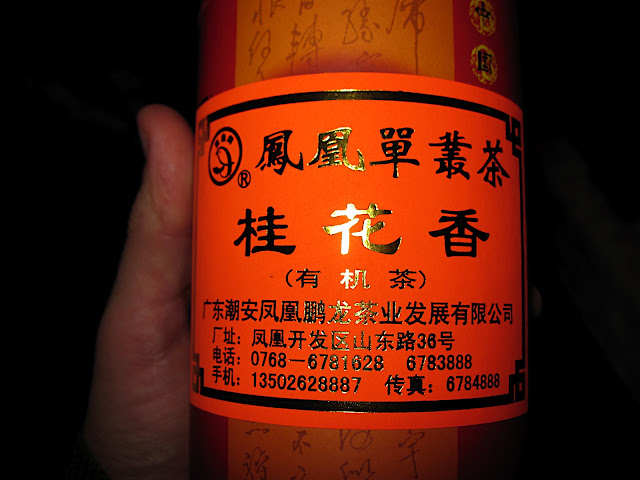 中
国
鳳凰單叢茶
®
桂花香
（有机茶）
广东潮安凤凰鹏龙茶业发展有限公司
厂址：凤凰开发区山东路36号
电话：0768－6781628 6783888
手机：13502628887 传真：6784888